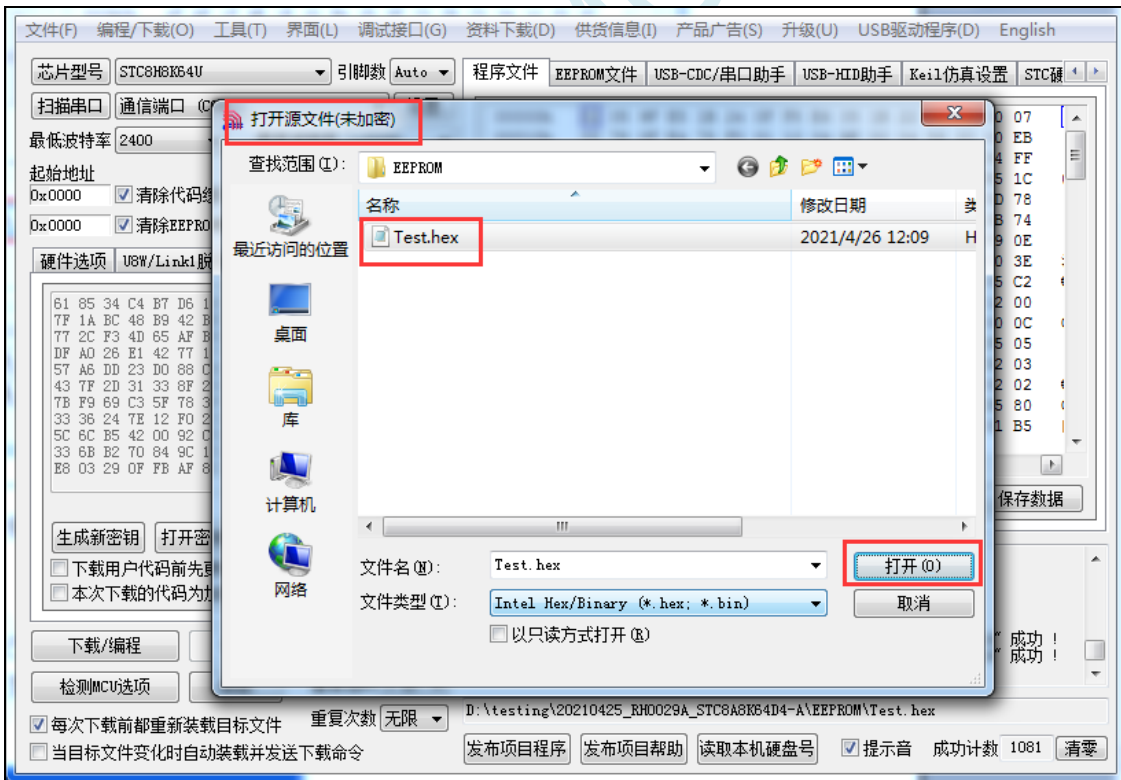 文件(F) 编程/下载(O) 工具(T) 界面(L) 调试接口(G) 资料下载(D) 供货信息(I) 产品广告(S) 升级(U) USB驱动程序(D) English
芯片型号 STC8H8K64U 引脚数 Auto 程序文件 EEPROM文件 USB-CDC/串口助手 USB-HID助手 Keil仿真设置 STC硬
扫描串口 通信端口
最低波特率 2400
起始地址
0x0000 清除代码
0x0000 清除EEPRO
硬件选项 U8W/Link1脱
61 85 34 C4 B7 D6 1
7F 1A BC 48 B9 42 B
77 2C F3 4D 65 AF B
DF A0 26 E1 42 77 1
57 A6 DD 23 D0 88 C
43 7F 2D 31 33 8F 2
7B F9 69 C3 5F 78 3
33 36 24 7E 12 F0 2
5C 6C B5 42 00 92 C
33 6B B2 70 84 9C 1
E8 03 29 0F FB AF 8
生成新密钥 打开密
下载用户代码前先
本次下载的代码为加
下载/编程
检测MCU选项
每次下载前都重新装载目标文件 重复次数 无限
当目标文件变化时自动装载并发送下载命令
打开源文件(未加密)
查找范围(I): EEPROM
名称 修改日期 类
Test.hex 2021/4/26 12:09 H
最近访问的位置
桌面
库
计算机
网络
文件名(N): Test.hex 打开(O)
文件类型(T): Intel Hex/Binary (*.hex; *.bin) 取消
以只读方式打开(R)
07
EB
FF
1C
78
74
0E
3E
C2
00
0C
05
03
02
80
B5
保存数据
成功 !
成功 !
D:\testing\20210425_RH0029A_STC8A8K64D4-A\EEPROM\Test.hex
发布项目程序 发布项目帮助 读取本机硬盘号 提示音 成功计数 1081 清零